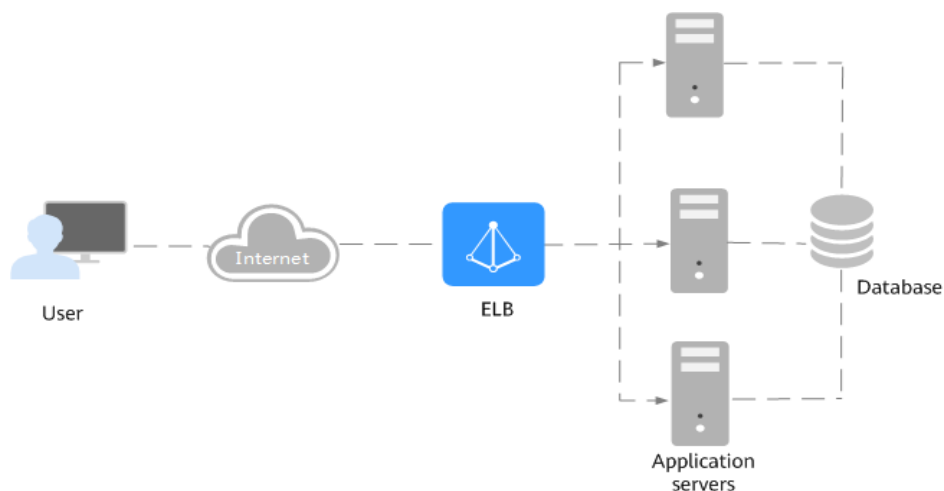 User
Internet
ELB
Application
servers
Database